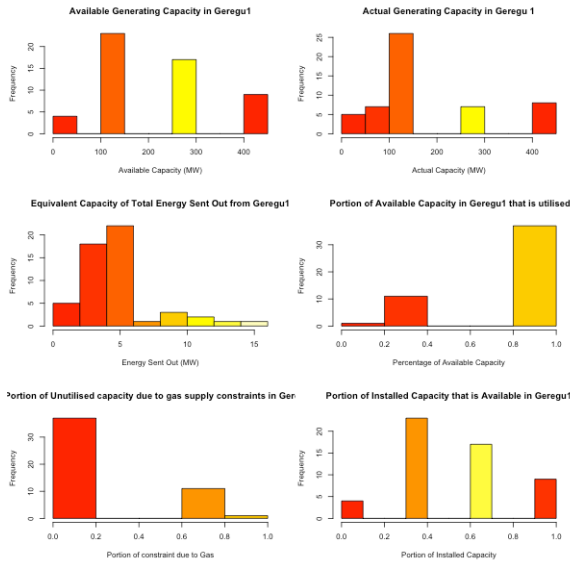 Available Generating Capacity in Geregu1
Frequency
0 5 10 20
0 100 200 300 400
Available Capacity (MW)
Actual Generating Capacity in Geregu 1
Frequency
0 5 10 15 25
0 100 200 300 400
Actual Capacity (MW)
Equivalent Capacity of Total Energy Sent Out from Geregu1
Frequency
0 5 10 15 20
0 5 10 15
Energy Sent Out (MW)
Portion of Available Capacity in Geregu1 that is utilised
Frequency
0 10 20 30
0.0 0.2 0.4 0.6 0.8 1.0
Percentage of Available Capacity
Portion of Unutilised capacity due to gas supply constraints in Ger
Frequency
0 10 20 30
0.0 0.2 0.4 0.6 0.8 1.0
Portion of constraint due to Gas
Portion of Installed Capacity that is Available in Geregu1
Frequency
0 5 10 20
0.0 0.2 0.4 0.6 0.8 1.0
Portion of Installed Capacity